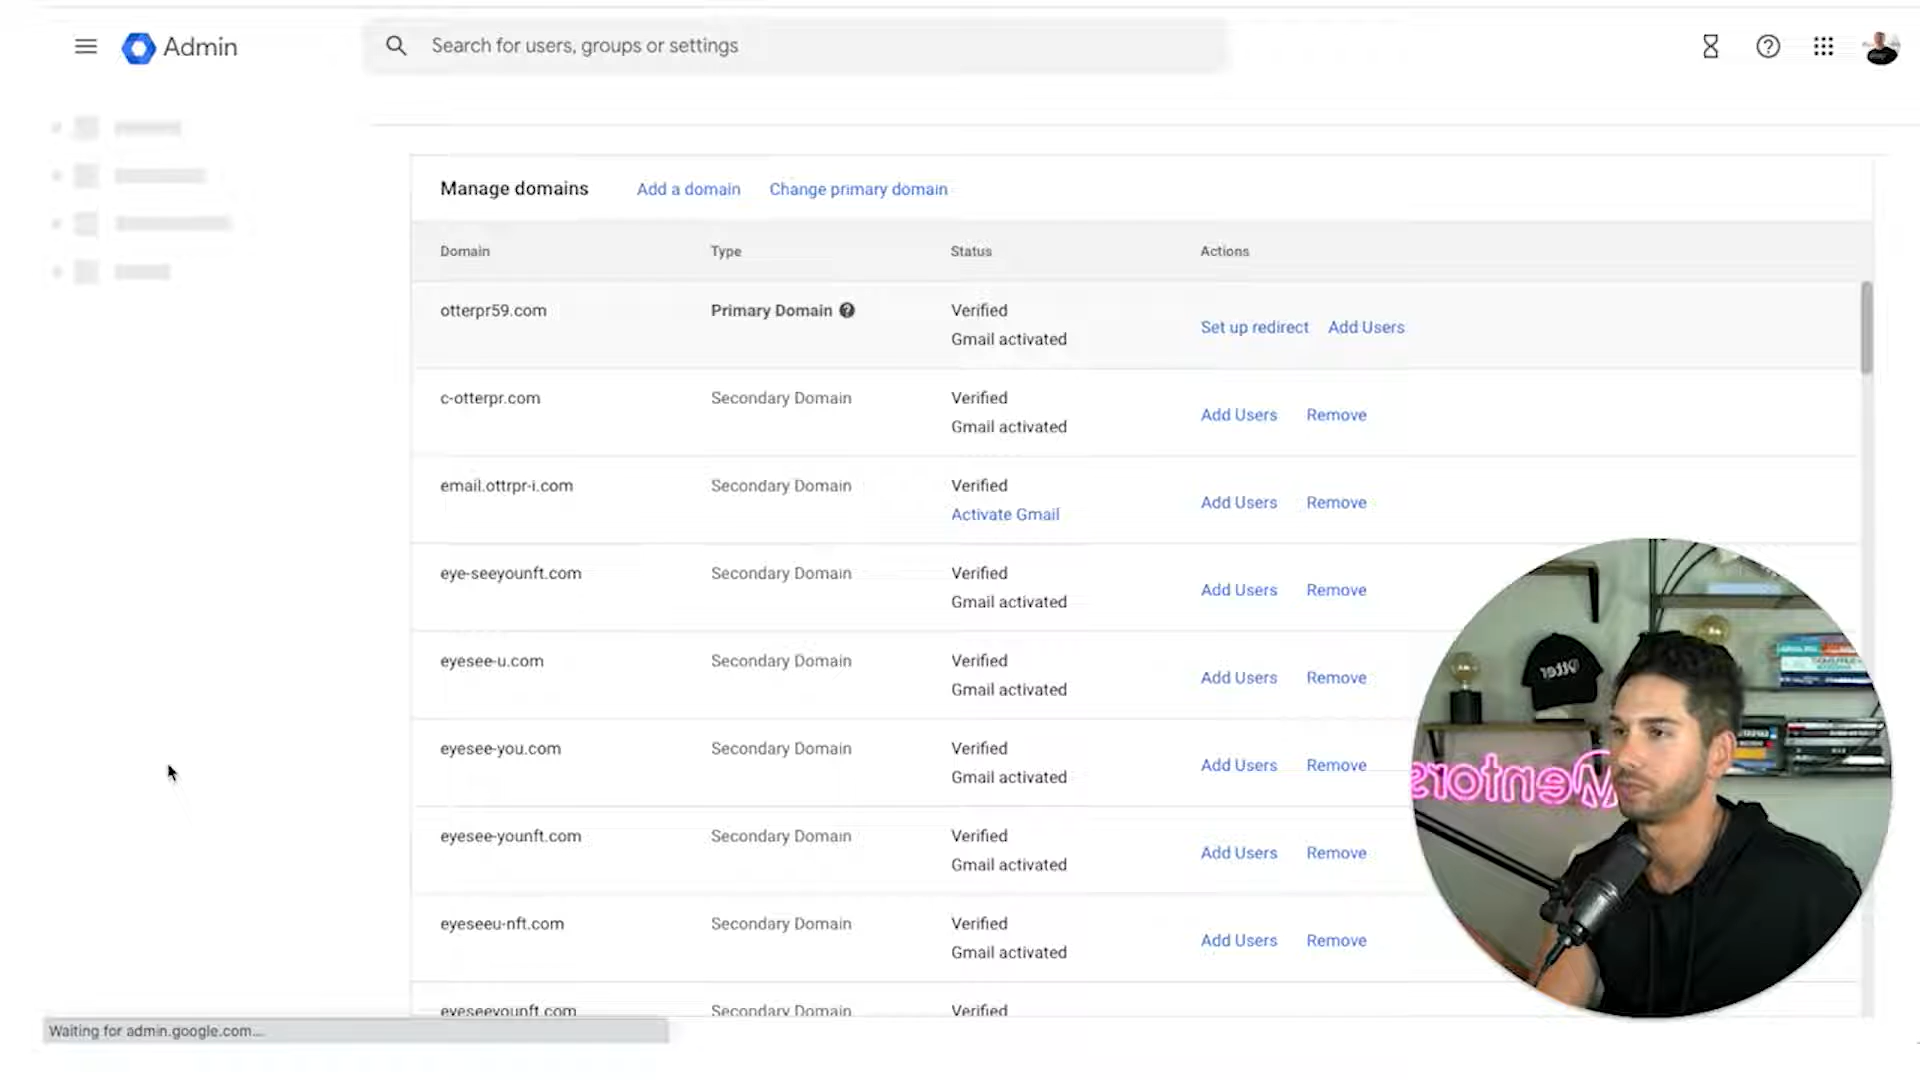 Admin
Search for users, groups or settings
Manage domains Add a domain Change primary domain
Domain Type Status Actions
otterpr59.com Primary Domain Verified
Gmail activated
Set up redirect Add Users
c-otterpr.com Secondary Domain Verified
Gmail activated
Add Users Remove
email.ottrpr-i.com Secondary Domain Verified
Activate Gmail
Add Users Remove
eye-seeyounft.com Secondary Domain Verified
Gmail activated
Add Users Remove
eyesee-u.com Secondary Domain Verified
Gmail activated
Add Users Remove
eyesee-you.com Secondary Domain Verified
Gmail activated
Add Users Remove
eyesee-younft.com Secondary Domain Verified
Gmail activated
Add Users Remove
eyeseeu-nft.com Secondary Domain Verified
Gmail activated
Add Users Remove
eyeseeyounft.com Secondary Domain Verified
Waiting for admin.google.com...
Otter
Mentors